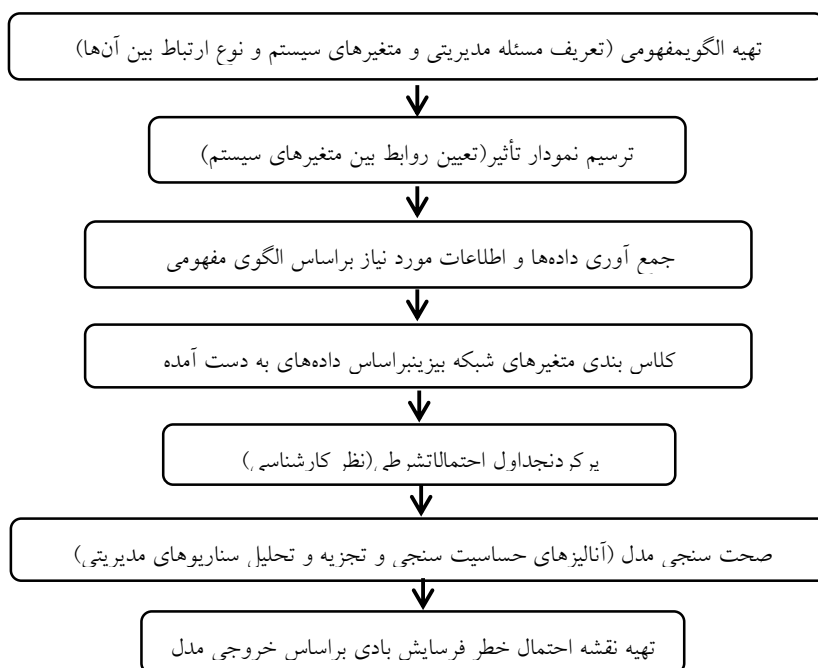 تهیه الگویمفهومی (تعریف مسئله مدیریتی و متغیرهای سیستم و نوع ارتباط بین آن‌ها)
ترسیم نمودار تأثیر(تعیین روابط بین متغیرهای سیستم)
جمع آوری داده‌ها و اطلاعات مورد نیاز براساس الگوی مفهومی
کلاس بندی متغیرهای شبکه بیزینبراساس داده‌های به دست آمده
پرکردنجداول احتمالاتشرطی(نظر کارشناسی)
صحت سنجی مدل (آنالیزهای حساسیت سنجی و تجزیه و تحلیل سناریوهای مدیریتی)
تهیه نقشه احتمال خطر فرسایش بادی براساس خروجی مدل